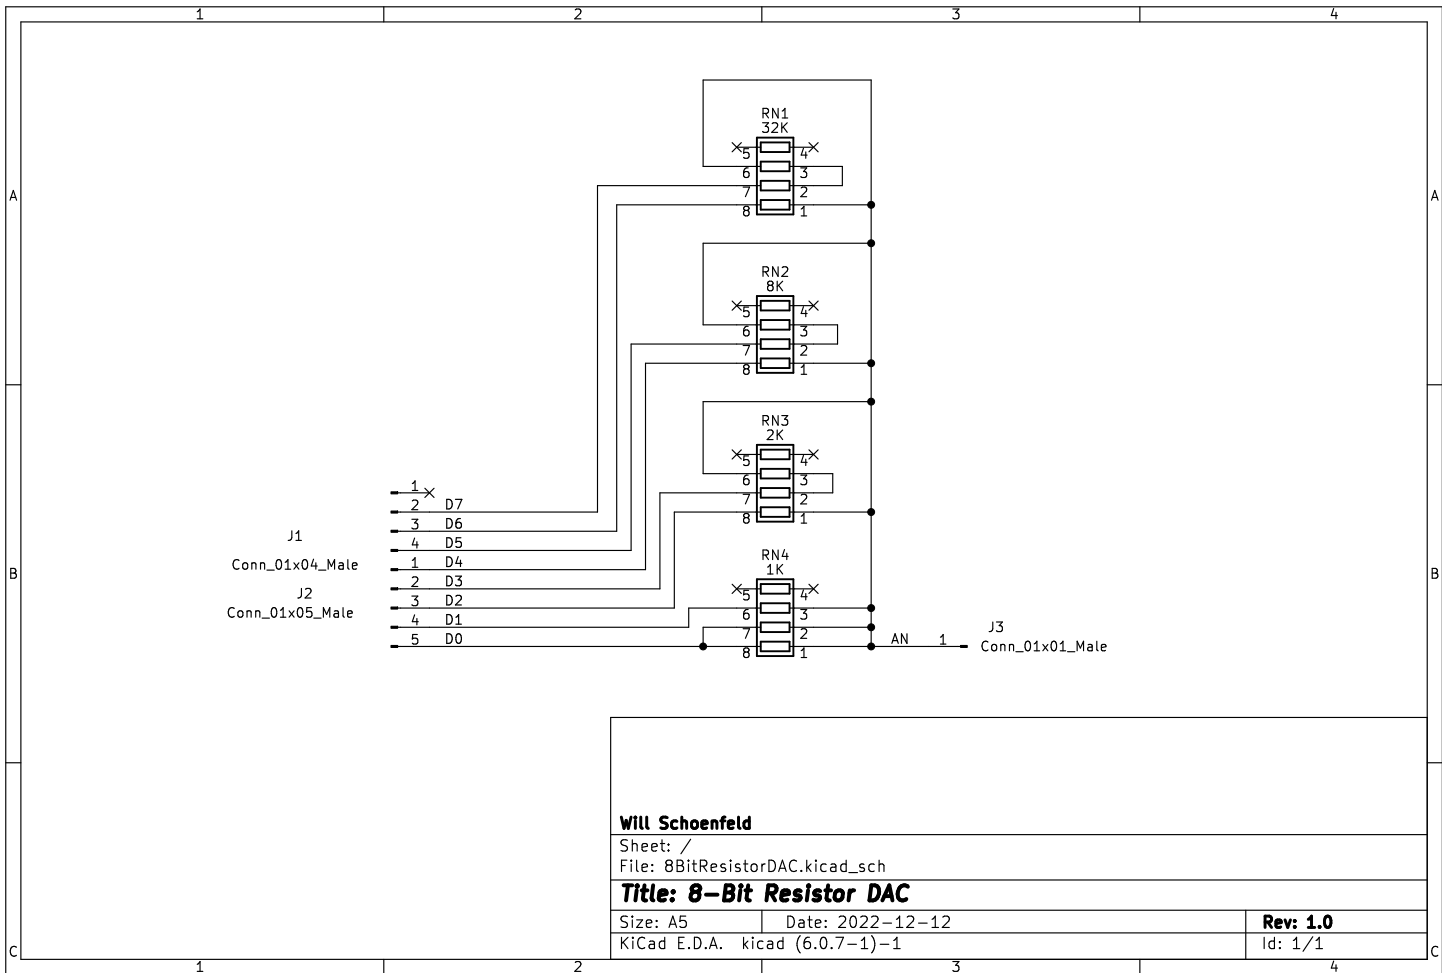 1 2 3 4
RN1
32K
5 4
6 3
A A
7 2
8 1
RN2
8K
5 4
6 3
7 2
8 1
RN3
2K
5 4
6 3
7 2
8 1
1
2 D7
3 D6
J1
4 D5
Conn_01x04_Male
1 D4
B B
2 D3
J2
3 D2
Conn_01x05_Male
4 D1
5 D0
RN4
1K
5 4
6 3
7 2
8 1
AN 1
J3
Conn_01x01_Male
Will Schoenfeld
Sheet: /
File: 8BitResistorDAC.kicad_sch
Title: 8-Bit Resistor DAC
Size: A5 Date: 2022-12-12 Rev: 1.0
KiCad E.D.A. kicad (6.0.7-1)-1 Id: 1/1
C C
1 2 3 4